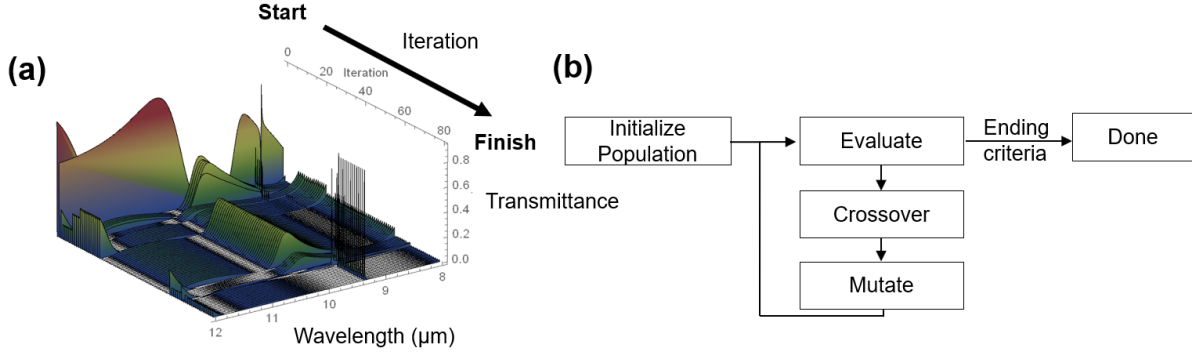 (a)
Start
Iteration
0
20
Iteration
40
60
80
Finish
0.8
0.6
0.4
0.2
0.0
Transmittance
8
9
10
11
12
Wavelength (µm)
(b)
Initialize
Population
Evaluate
Ending
criteria
Done
Crossover
Mutate